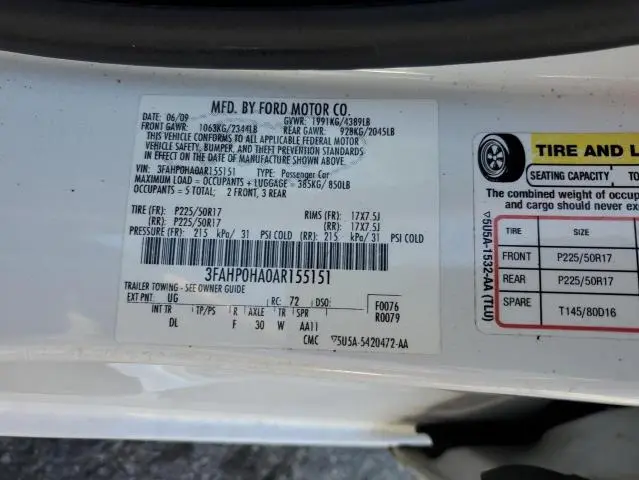 MFD. BY FORD MOTOR CO.
DATE: 06/09 GVWR: 1991KG/4389LB
FRONT GAWR: 1063KG/2344LB REAR GAWR: 928KG/2045LB
THIS VEHICLE CONFORMS TO ALL APPLICABLE FEDERAL MOTOR
VEHICLE SAFETY, BUMPER, AND THEFT PREVENTION STANDARDS
IN EFFECT ON THE DATE OF MANUFACTURE SHOWN ABOVE.
VIN: 3FAHP0HA0AR155151 TYPE: Passenger Car
MAXIMUM LOAD = OCCUPANTS + LUGGAGE = 385KG/850LB
OCCUPANTS = 5 TOTAL; 2 FRONT, 3 REAR
TIRE (FR): P225/50R17 RIMS (FR): 17X7.5J
(RR): P225/50R17 (RR): 17X7.5J
PRESSURE (FR): 215 kPa/ 31 PSI COLD (RR): 215 kPa/ 31 PSI COLD
3FAHP0HA0AR155151
TRAILER TOWING - SEE OWNER GUIDE
EXT PNT: UG RC: 72 DSO: F0076
INT TR TP/PS R AXLE TR SPR R0079
DL F 30 W AA11
CMC ▽5U5A-5420472-AA
TIRE AND L
SEATING CAPACITY TO
The combined weight of occup
and cargo should never ex
TIRE SIZE
FRONT P225/50R17
REAR P225/50R17
SPARE T145/80D16
▽5U5A-1532-AA (TLU)